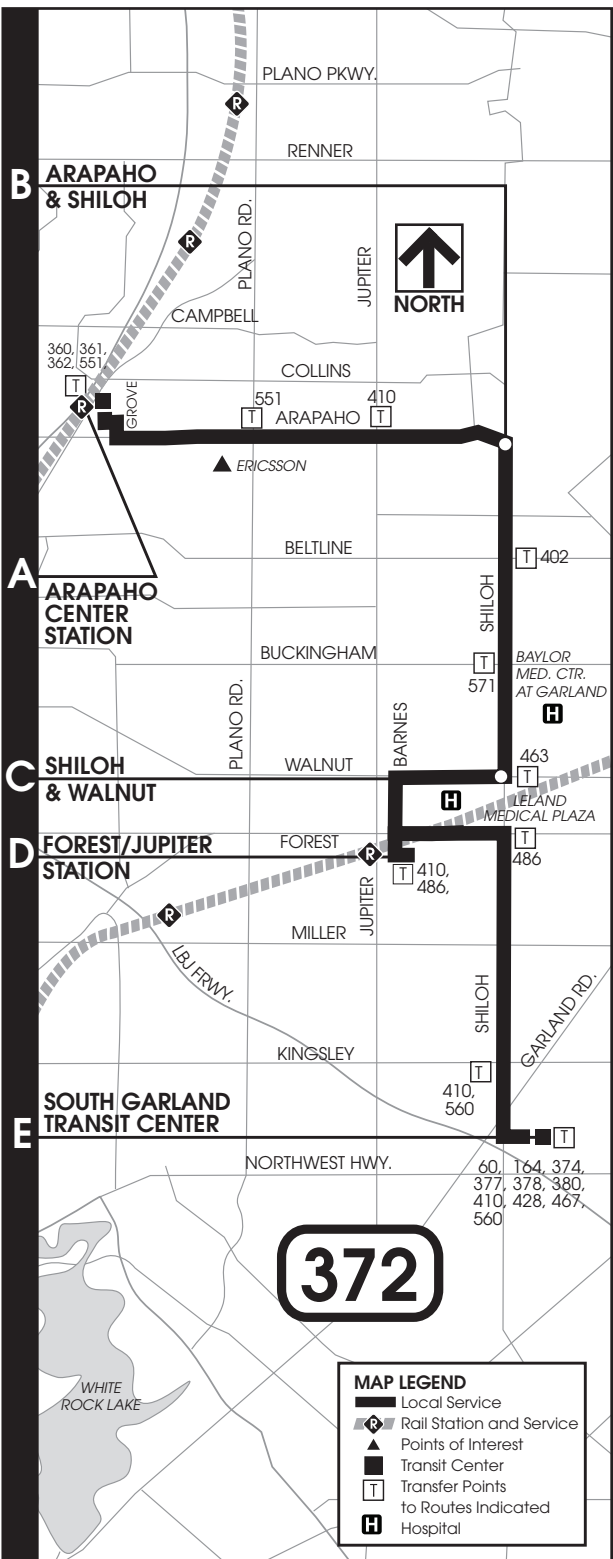 PLANO PKWY.
R
RENNER
B
ARAPAHO
& SHILOH
PLANO RD.
JUPITER
R
NORTH
CAMPBELL
360, 361,
362, 551,
T
COLLINS
R
GROVE
551
T
ARAPAHO
410
T
ERICSSON
BELTLINE
T 402
A
ARAPAHO
CENTER
STATION
SHILOH
BUCKINGHAM
T
571
BAYLOR
MED. CTR.
AT GARLAND
H
PLANO RD.
BARNES
C
SHILOH
& WALNUT
WALNUT
463
T
H
LELAND
MEDICAL PLAZA
D
FOREST/JUPITER
STATION
FOREST
R
T
486
T
410,
486,
JUPITER
R
MILLER
LBJ FRWY.
SHILOH
GARLAND RD.
KINGSLEY
T
410,
560
E
SOUTH GARLAND
TRANSIT CENTER
T
NORTHWEST HWY.
60, 164, 374,
377, 378, 380,
410, 428, 467,
560
372
WHITE
ROCK LAKE
MAP LEGEND
Local Service
R Rail Station and Service
Points of Interest
Transit Center
T Transfer Points
to Routes Indicated
H Hospital